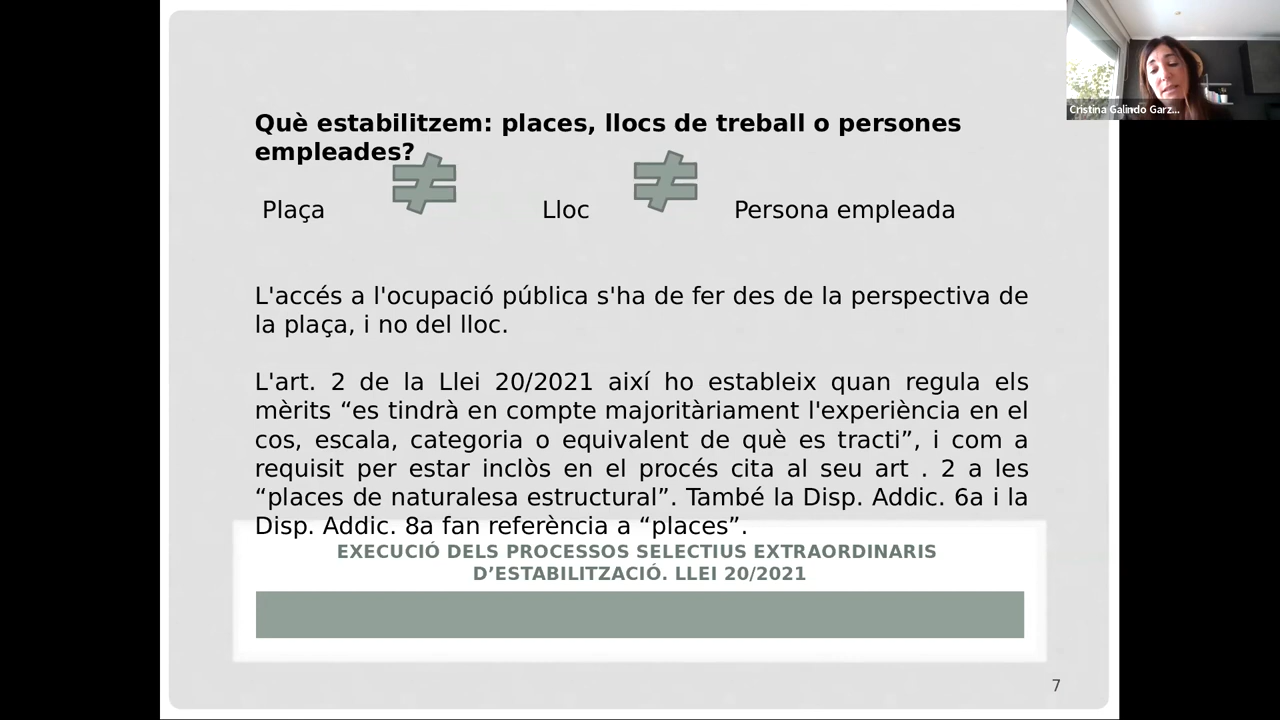 Cristina Galindo Garz...
Què estabilitzem: places, llocs de treball o persones
empleades?
Plaça ≠ Lloc ≠ Persona empleada
L'accés a l'ocupació pública s'ha de fer des de la perspectiva de
la plaça, i no del lloc.
L'art. 2 de la Llei 20/2021 així ho estableix quan regula els
mèrits “es tindrà en compte majoritàriament l'experiència en el
cos, escala, categoria o equivalent de què es tracti”, i com a
requisit per estar inclòs en el procés cita al seu art . 2 a les
“places de naturalesa estructural”. També la Disp. Addic. 6a i la
Disp. Addic. 8a fan referència a “places”.
EXECUCIÓ DELS PROCESSOS SELECTIUS EXTRAORDINARIS
D’ESTABILITZACIÓ. LLEI 20/2021
7